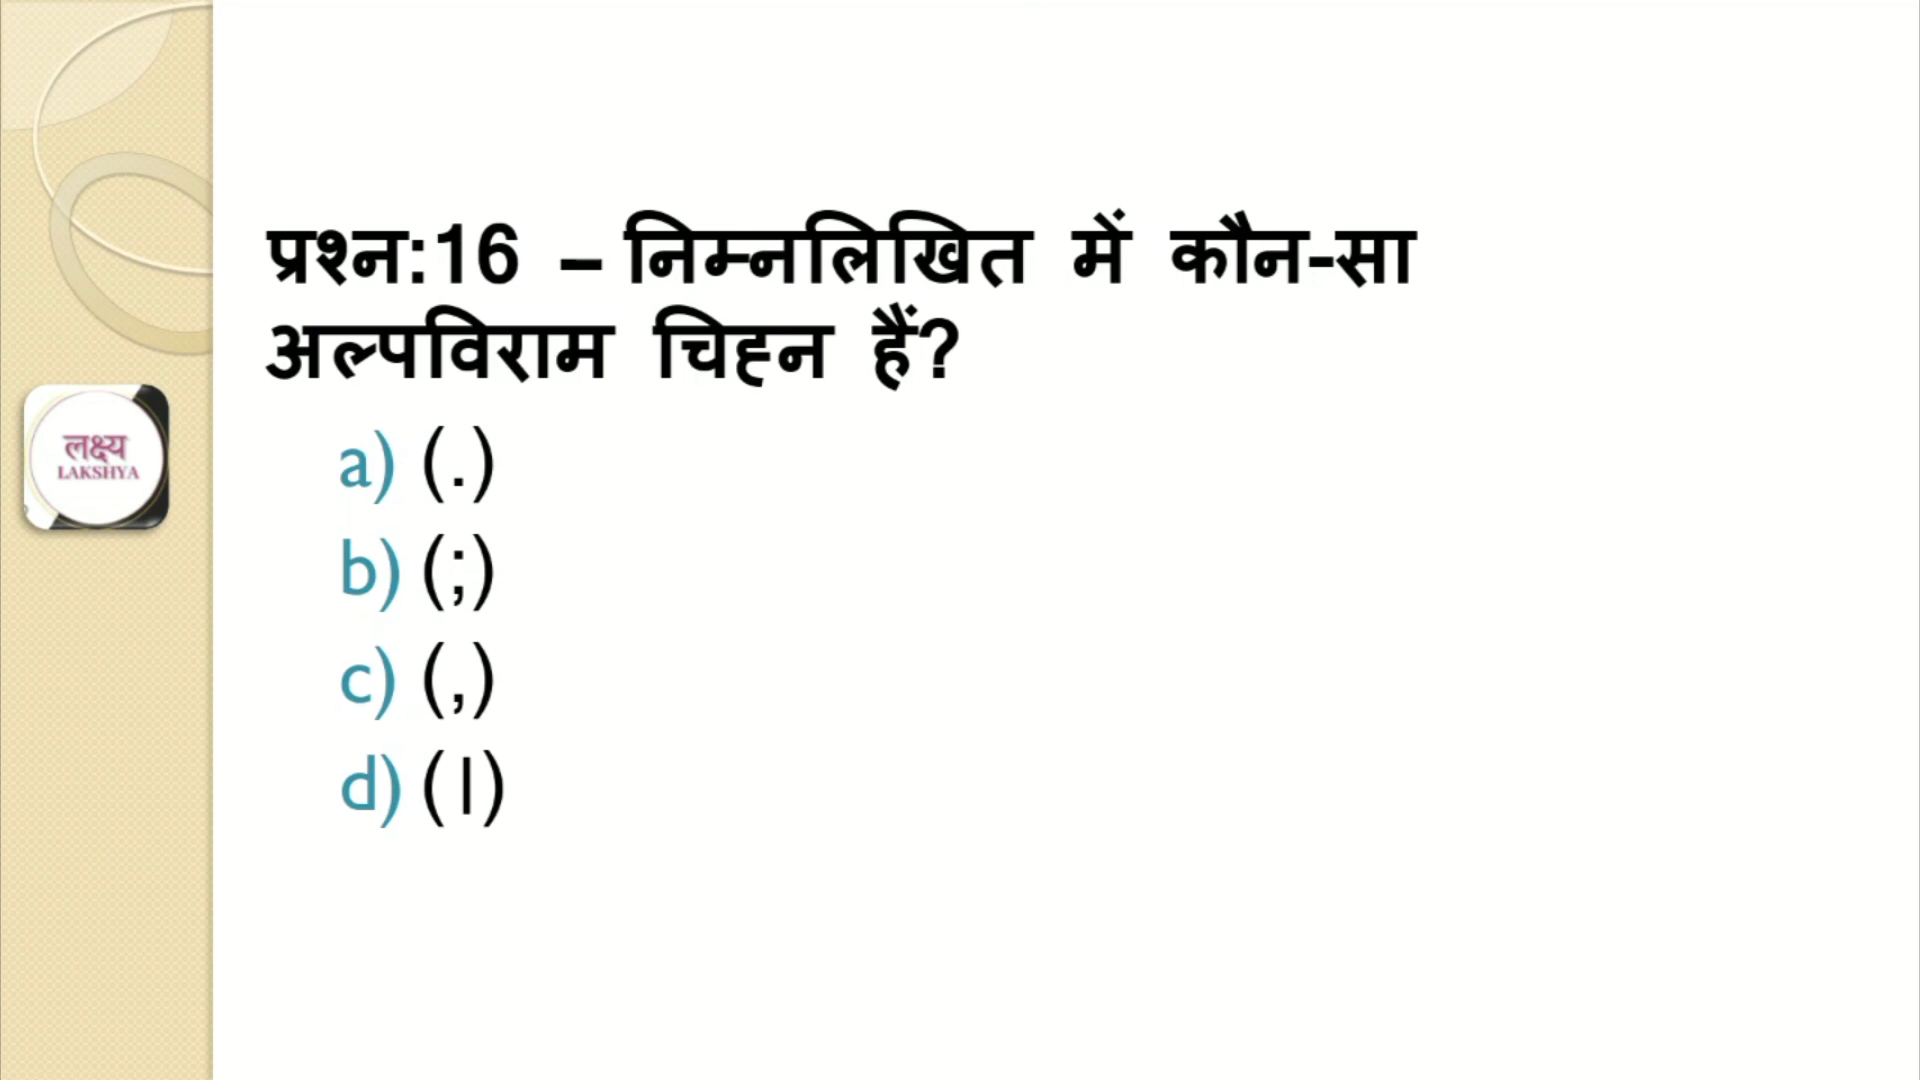 प्रश्न:16 – निम्नलिखित में कौन-सा
अल्पविराम चिह्न हैं?
लक्ष्य
LAKSHYA
a) (.)
b) (;)
c) (,)
d) (।)